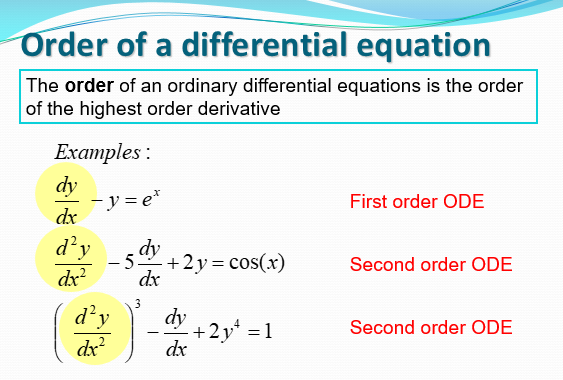 Order of a differential equation
The order of an ordinary differential equations is the order
of the highest order derivative
Examples :
dy/dx − y = eˣ
First order ODE
d²y/dx² − 5 dy/dx + 2y = cos(x)
Second order ODE
(d²y/dx²)³ − dy/dx + 2y⁴ = 1
Second order ODE